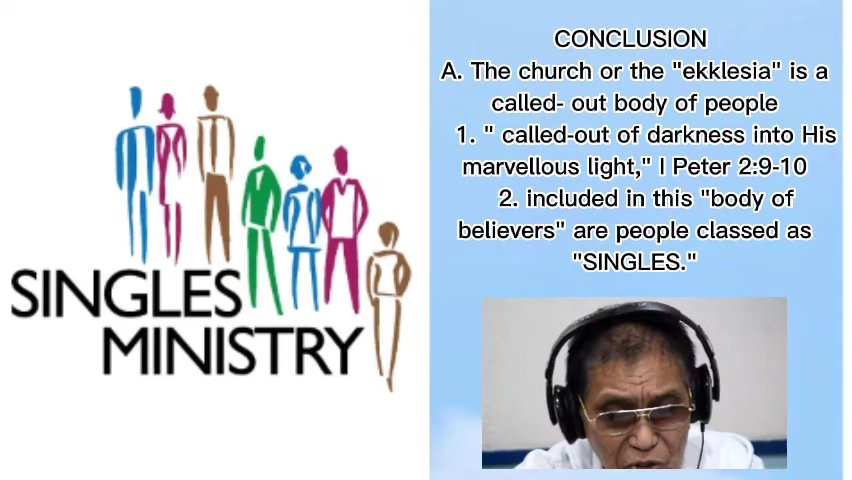 SINGLES
MINISTRY
CONCLUSION
A. The church or the "ekklesia" is a
called- out body of people
1. " called-out of darkness into His
marvellous light," I Peter 2:9-10
2. included in this "body of
believers" are people classed as
"SINGLES."